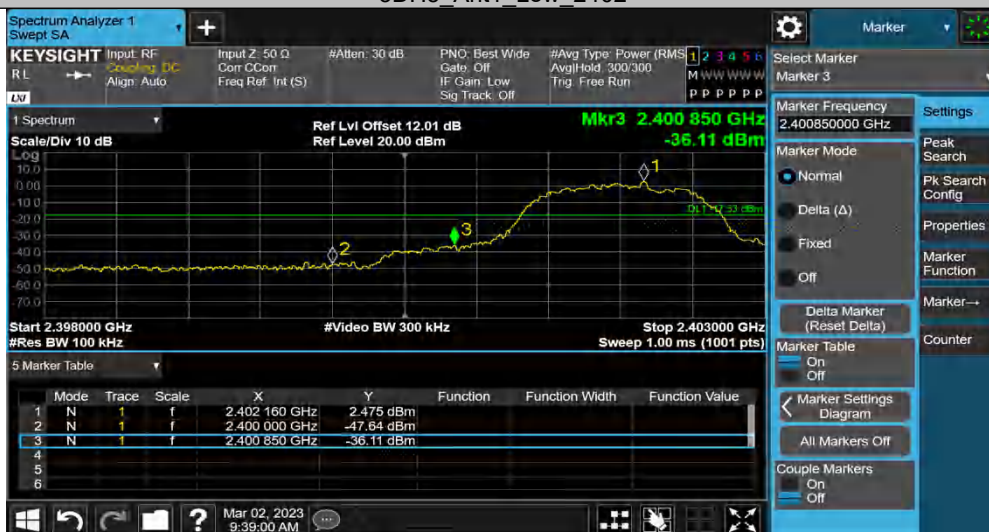 Spectrum Analyzer 1
Swept SA
+
Marker
KEYSIGHT
RL
LXI
Input: RF
Coupling: DC
Align: Auto
Input Z: 50 Ω
Corr CCorr
Freq Ref: Int (S)
#Atten: 30 dB
PNO: Best Wide
Gate: Off
IF Gain: Low
Sig Track: Off
#Avg Type: Power (RMS
Avg|Hold: 300/300
Trig: Free Run
1 2 3 4 5 6
M W W W W W
P P P P P P
Select Marker
Marker 3
1 Spectrum
Scale/Div 10 dB
Log
Ref Lvl Offset 12.01 dB
Ref Level 20.00 dBm
Mkr3 2.400 850 GHz
-36.11 dBm
10.0
0.00
-10.0
-20.0
-30.0
-40.0
-50.0
-60.0
-70.0
1
2
3
DL1 -17.53 dBm
Start 2.398000 GHz
#Res BW 100 kHz
#Video BW 300 kHz
Stop 2.403000 GHz
Sweep 1.00 ms (1001 pts)
5 Marker Table
Mode Trace Scale X Y Function Function Width Function Value
1 N 1 f 2.402 160 GHz 2.475 dBm
2 N 1 f 2.400 000 GHz -47.64 dBm
3 N 1 f 2.400 850 GHz -36.11 dBm
4
5
6
Marker Frequency
2.400850000 GHz
Marker Mode
Normal
Delta (Δ)
Fixed
Off
Delta Marker
(Reset Delta)
Marker Table
On
Off
Marker Settings
Diagram
All Markers Off
Couple Markers
On
Off
Settings
Peak
Search
Pk Search
Config
Properties
Marker
Function
Marker→
Counter
?
Mar 02, 2023
9:39:00 AM